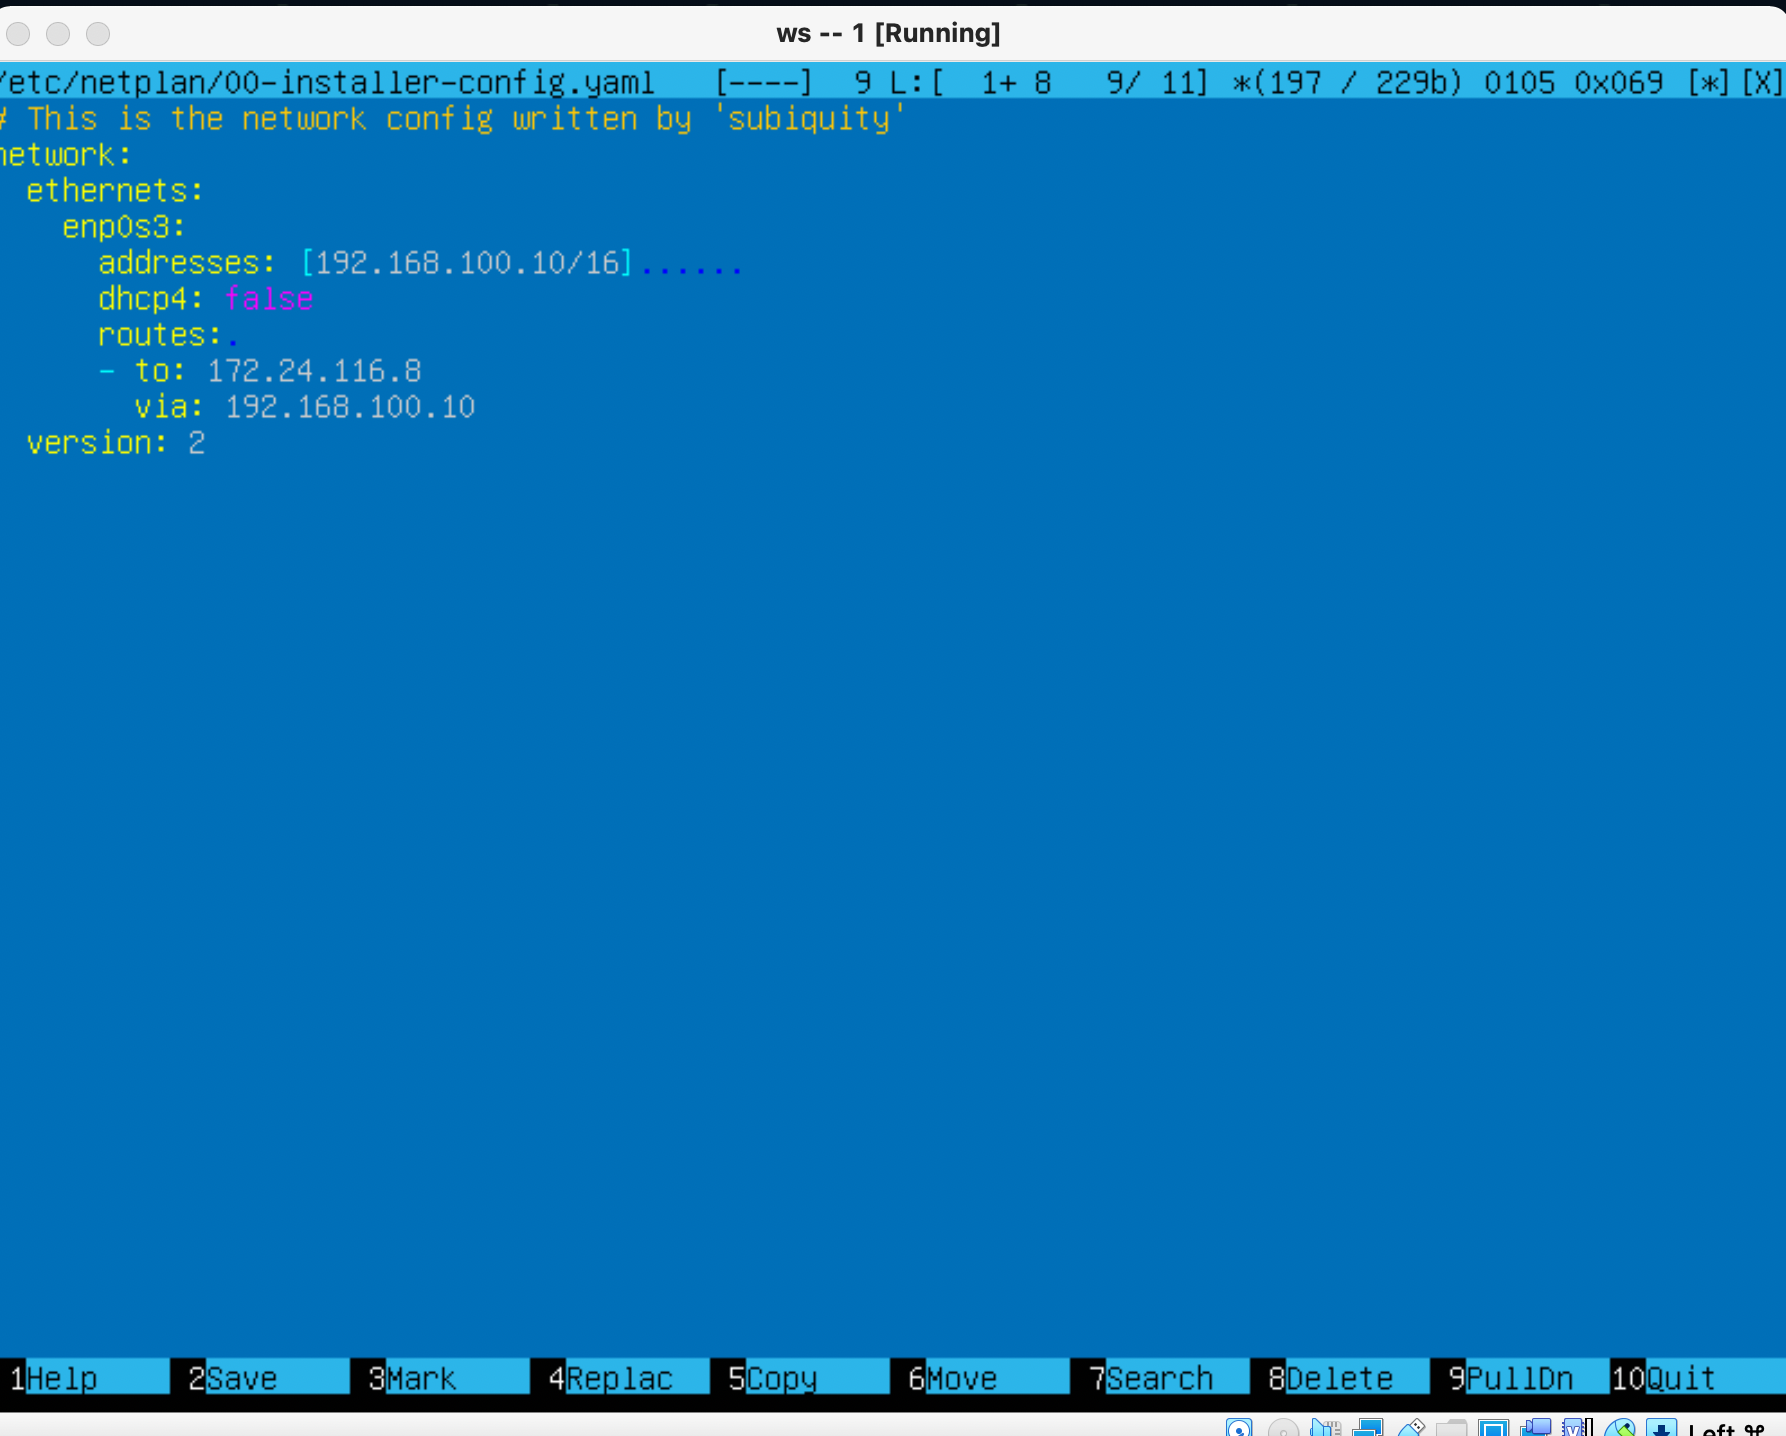 ws -- 1 [Running]
/etc/netplan/00-installer-config.yaml [----] 9 L:[ 1+ 8 9/ 11] *(197 / 229b) 0105 0x069 [*][X]
# This is the network config written by 'subiquity'
network:
ethernets:
enp0s3:
addresses: [192.168.100.10/16]......
dhcp4: false
routes:.
- to: 172.24.116.8
via: 192.168.100.10
version: 2
1Help 2Save 3Mark 4Replac 5Copy 6Move 7Search 8Delete 9PullDn 10Quit
Left ⌘